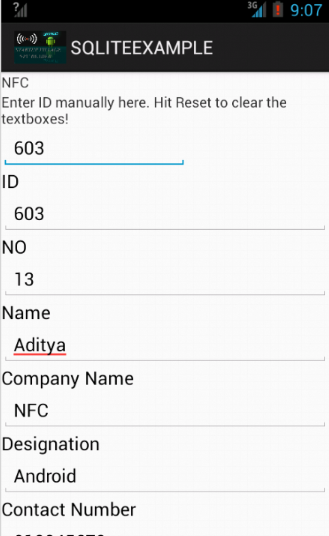 3G 9:07
SQLITEEXAMPLE
NFC
Enter ID manually here. Hit Reset to clear the
textboxes!
603
ID
603
NO
13
Name
Aditya
Company Name
NFC
Designation
Android
Contact Number